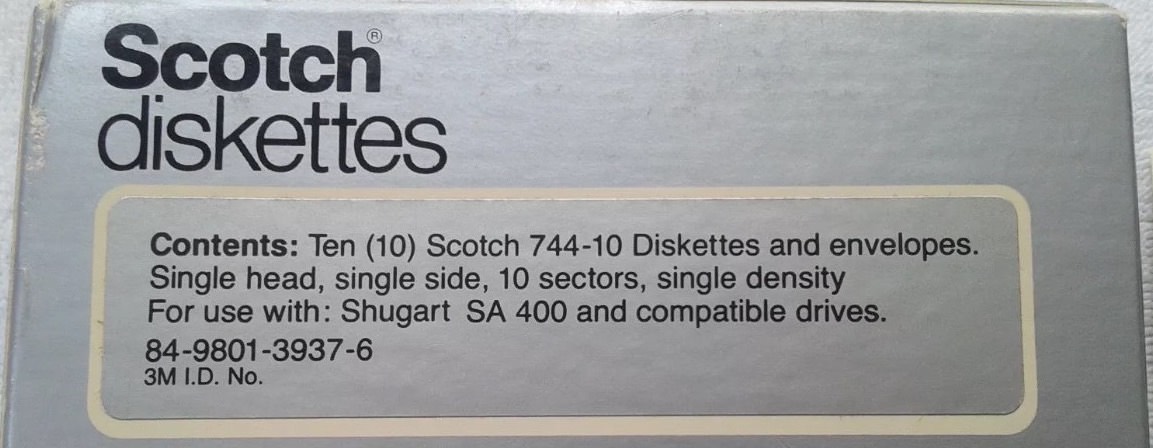 Scotch®
diskettes
Contents: Ten (10) Scotch 744-10 Diskettes and envelopes.
Single head, single side, 10 sectors, single density
For use with: Shugart SA 400 and compatible drives.
84-9801-3937-6
3M I.D. No.